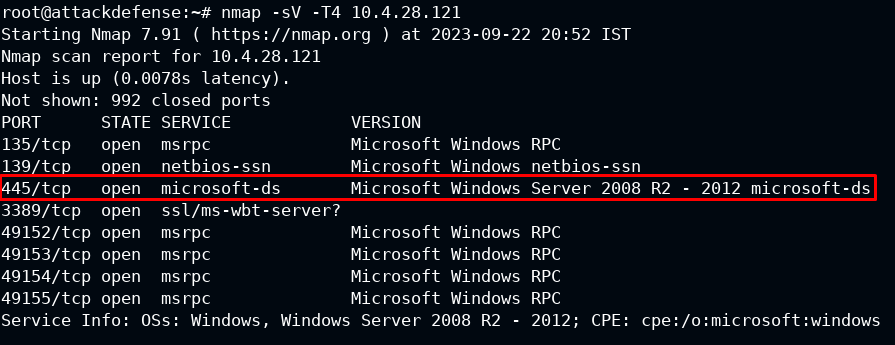 root@attackdefense:~# nmap -sV -T4 10.4.28.121
Starting Nmap 7.91 ( https://nmap.org ) at 2023-09-22 20:52 IST
Nmap scan report for 10.4.28.121
Host is up (0.0078s latency).
Not shown: 992 closed ports
PORT      STATE SERVICE            VERSION
135/tcp   open  msrpc              Microsoft Windows RPC
139/tcp   open  netbios-ssn        Microsoft Windows netbios-ssn
445/tcp   open  microsoft-ds       Microsoft Windows Server 2008 R2 - 2012 microsoft-ds
3389/tcp  open  ssl/ms-wbt-server?
49152/tcp open  msrpc              Microsoft Windows RPC
49153/tcp open  msrpc              Microsoft Windows RPC
49154/tcp open  msrpc              Microsoft Windows RPC
49155/tcp open  msrpc              Microsoft Windows RPC
Service Info: OSs: Windows, Windows Server 2008 R2 - 2012; CPE: cpe:/o:microsoft:windows